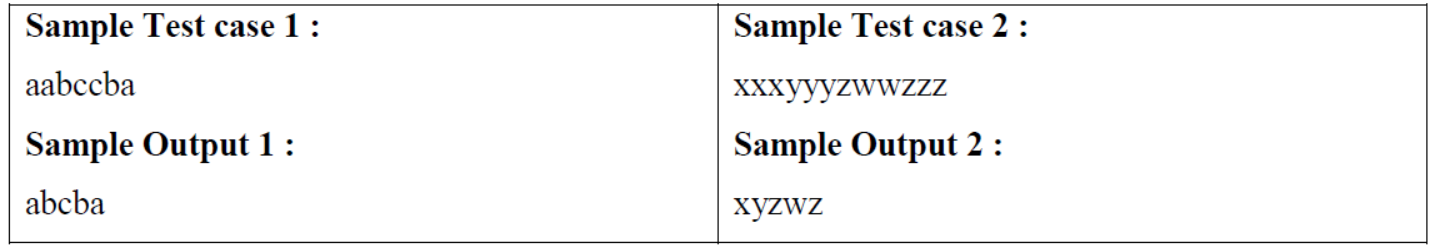 Sample Test case 1 :
aabccba
Sample Output 1 :
abcba
Sample Test case 2 :
xxxyyyzwwzzz
Sample Output 2 :
xyzwz